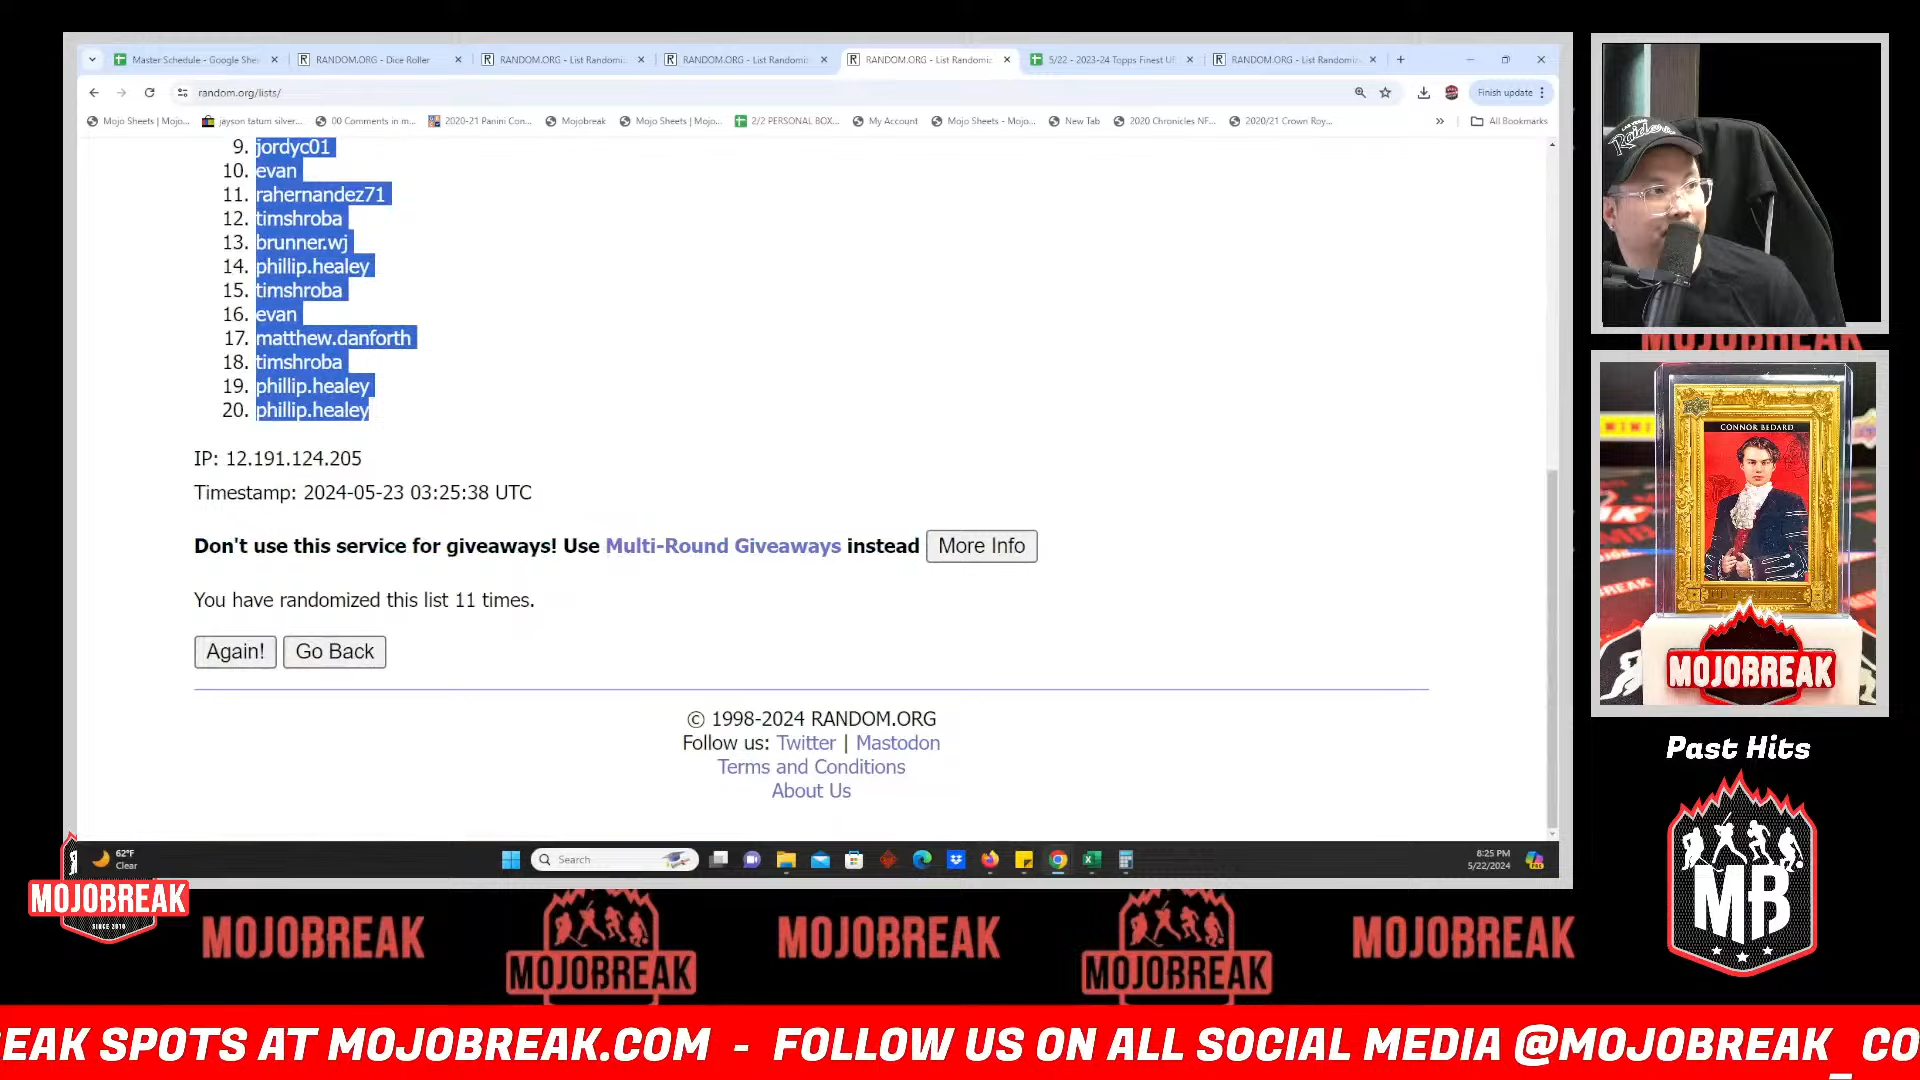 Master Schedule - Google She
RANDOM.ORG - Dice Roller
RANDOM.ORG - List Randomi
RANDOM.ORG - List Randomi
RANDOM.ORG - List Randomi
5/22 - 2023-24 Topps Finest U
RANDOM.ORG - List Randomi
random.org/lists/
Finish update
Mojo Sheets | Mojo...
jayson tatum silver...
00 Comments in m...
2020-21 Panini Con...
Mojobreak
Mojo Sheets | Mojo...
2/2 PERSONAL BOX...
My Account
Mojo Sheets - Mojo...
New Tab
2020 Chronicles NF...
2020/21 Crown Roy...
All Bookmarks
9. jordyc01
10. evan
11. rahernandez71
12. timshroba
13. brunner.wj
14. phillip.healey
15. timshroba
16. evan
17. matthew.danforth
18. timshroba
19. phillip.healey
20. phillip.healey
IP: 12.191.124.205
Timestamp: 2024-05-23 03:25:38 UTC
Don't use this service for giveaways! Use Multi-Round Giveaways instead More Info
You have randomized this list 11 times.
Again! Go Back
© 1998-2024 RANDOM.ORG
Follow us: Twitter | Mastodon
Terms and Conditions
About Us
62°F
Clear
Search
8:25 PM
5/22/2024
Raiders
CONNOR BEDARD
MOJOBREAK
Past Hits
MB
MOJOBREAK
SINCE 2010
MOJOBREAK
MOJOBREAK
MOJOBREAK
MOJOBREAK
MOJOBREAK
EAK SPOTS AT MOJOBREAK.COM - FOLLOW US ON ALL SOCIAL MEDIA @MOJOBREAK_ CO